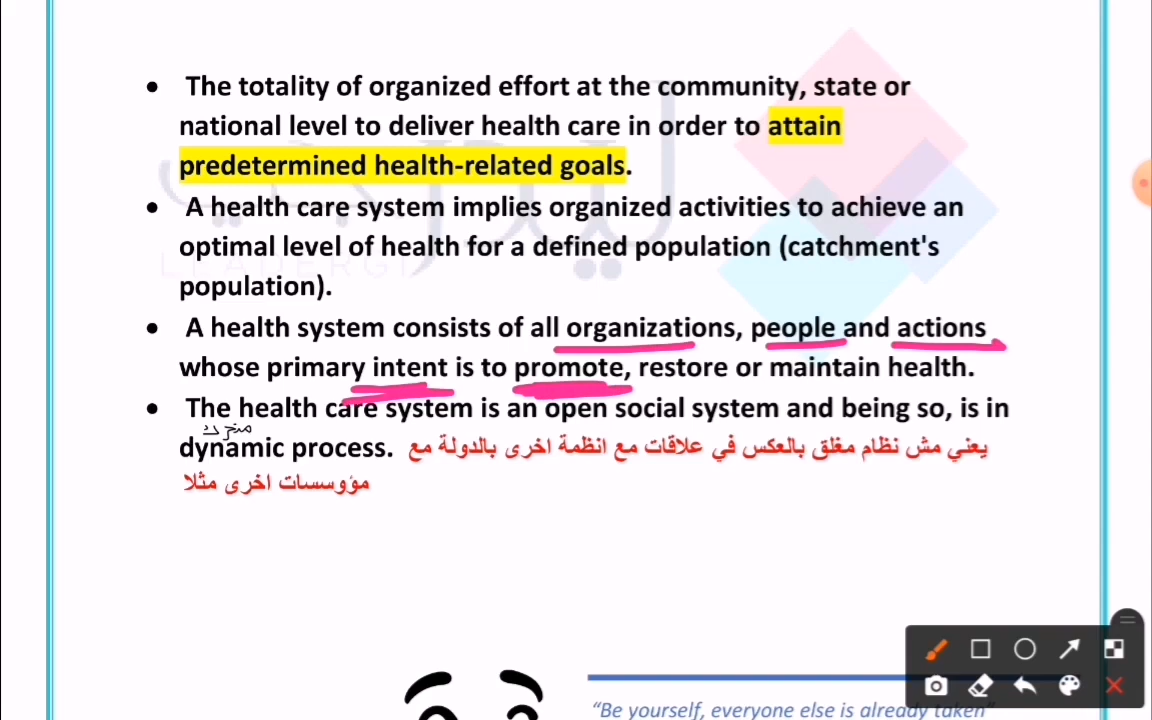 • The totality of organized effort at the community, state or
national level to deliver health care in order to attain
predetermined health-related goals.
• A health care system implies organized activities to achieve an
optimal level of health for a defined population (catchment's
population).
• A health system consists of all organizations, people and actions
whose primary intent is to promote, restore or maintain health.
• The health care system is an open social system and being so, is in
متحرك
dynamic process. يعني مش نظام مغلق بالعكس في علاقات مع انظمة اخرى بالدولة مع
مؤوسسات اخرى مثلا
“Be yourself, everyone else is already taken”